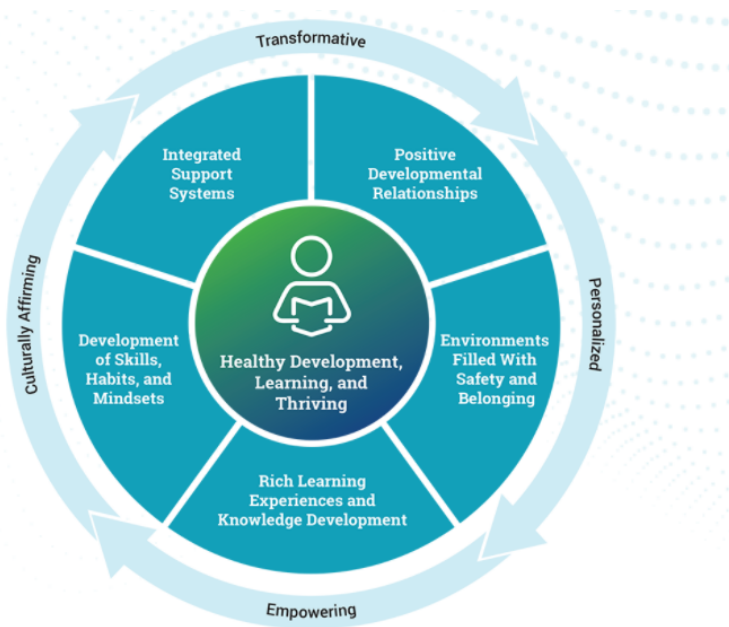 Transformative
Integrated
Support
Systems
Positive
Developmental
Relationships
Culturally Affirming
Personalized
Development
of Skills,
Habits, and
Mindsets
Healthy Development,
Learning, and
Thriving
Environments
Filled With
Safety and
Belonging
Rich Learning
Experiences and
Knowledge Development
Empowering